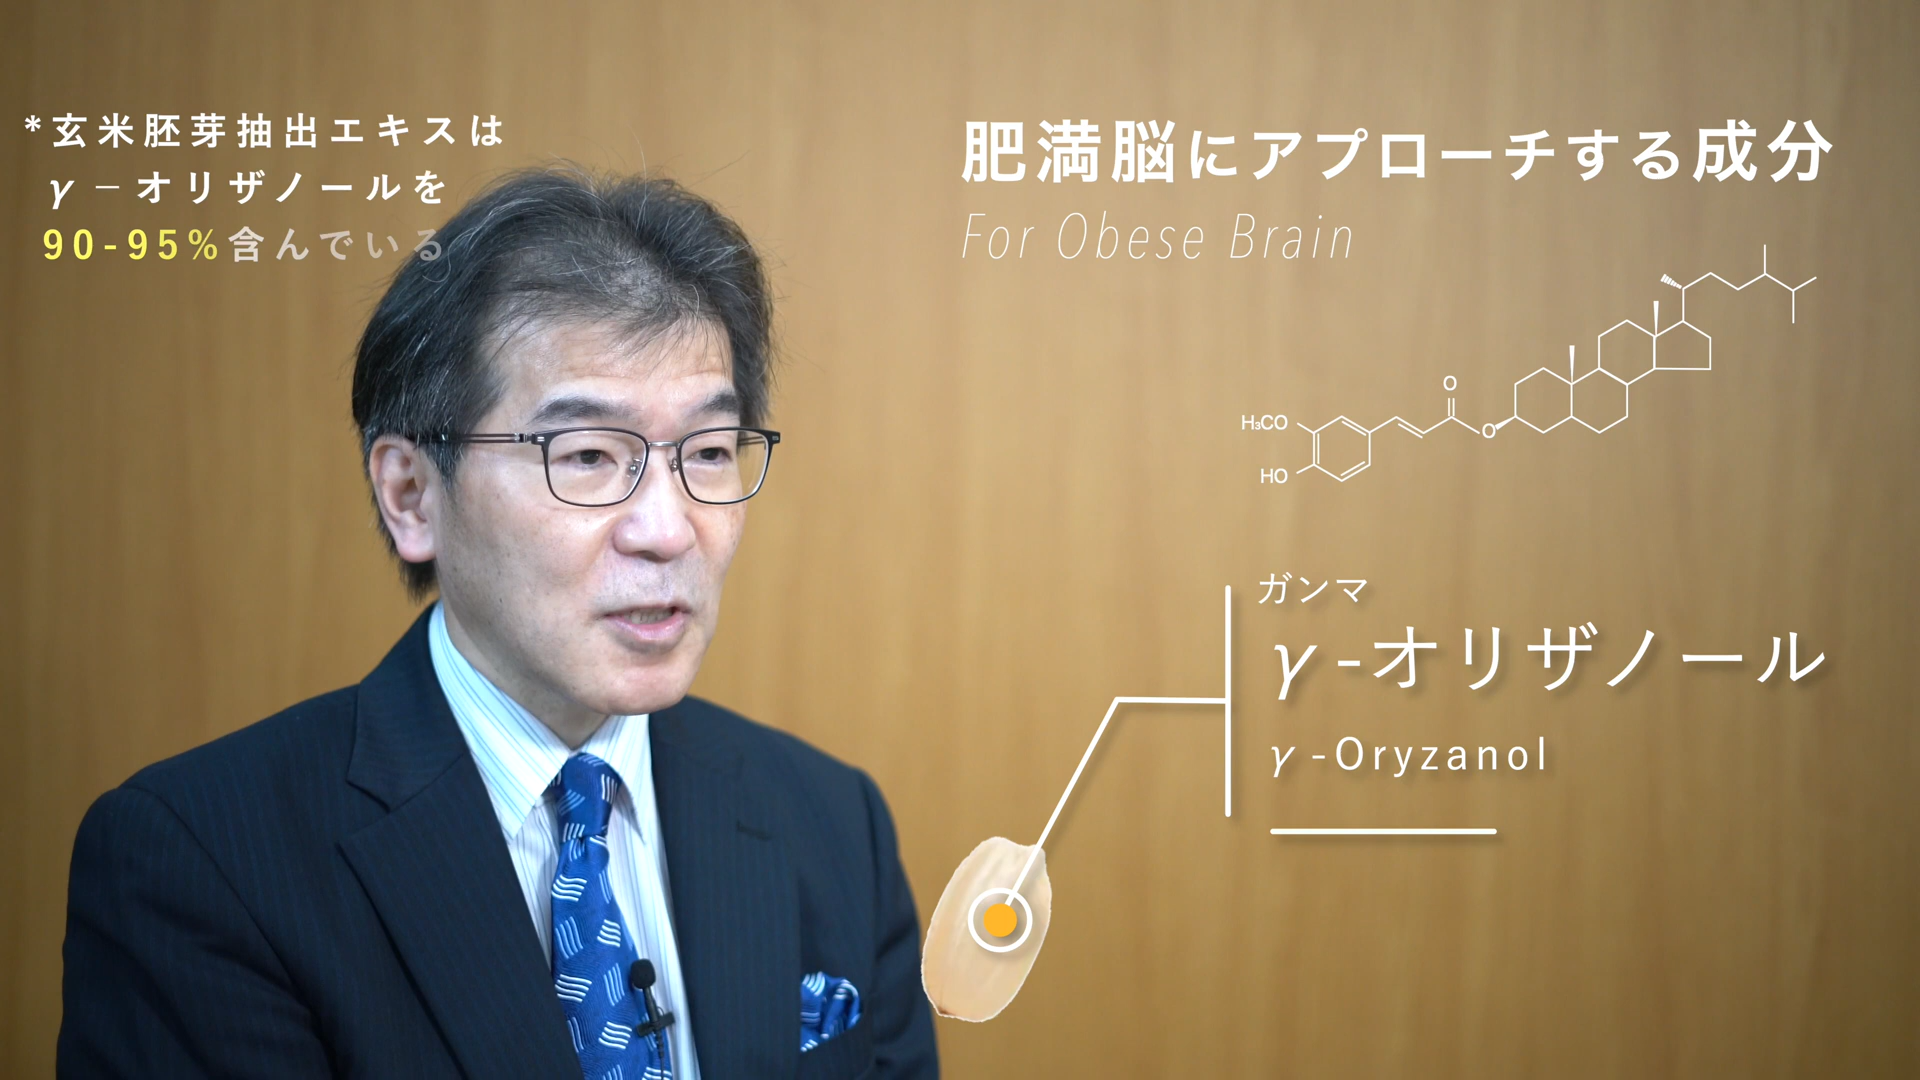 *玄米胚芽抽出エキスは
γ－オリザノールを
90-95%含んでいる
肥満脳にアプローチする成分
For Obese Brain
O
H₃CO
O
HO
ガンマ
γ-オリザノール
γ-Oryzanol